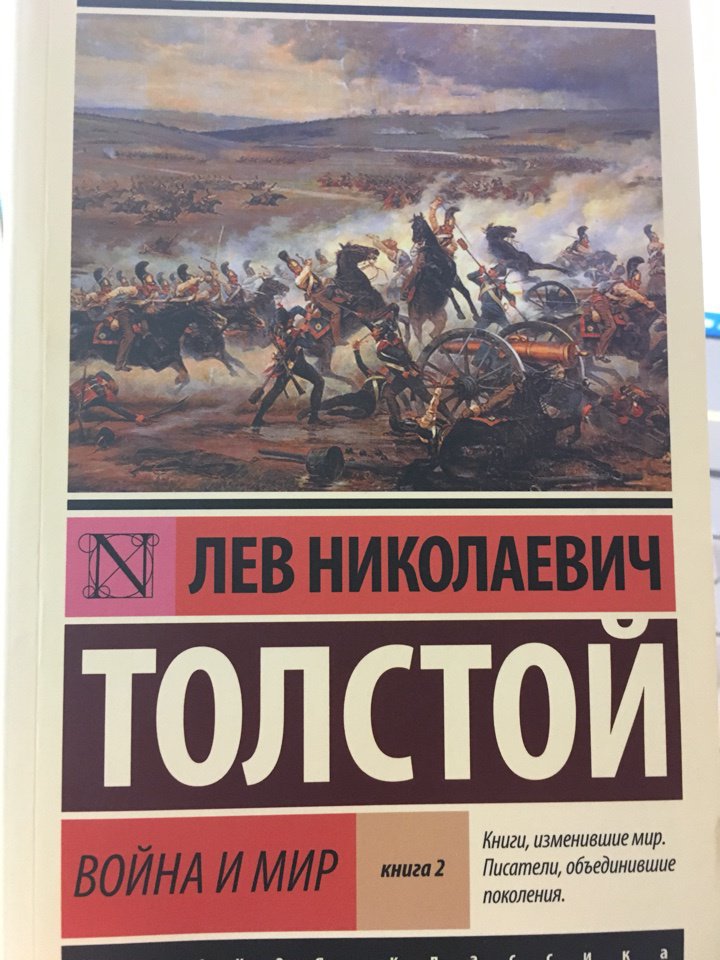 N
ЛЕВ НИКОЛАЕВИЧ
ТОЛСТОЙ
ВОЙНА И МИР
книга 2
Книги, изменившие мир.
Писатели, объединившие
поколения.